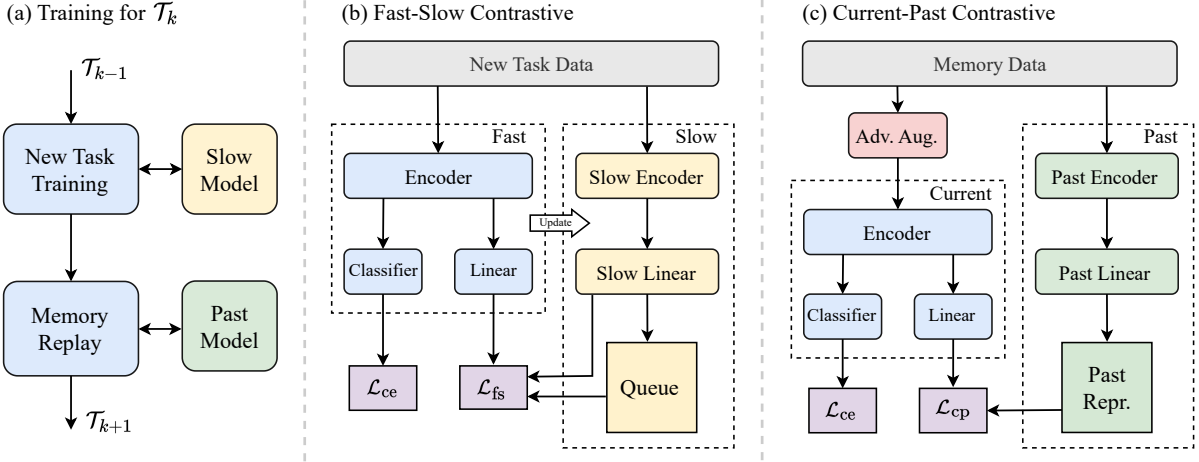 (a) Training for 𝒯k
𝒯k−1
New Task
Training
Slow
Model
Memory
Replay
Past
Model
𝒯k+1
(b) Fast-Slow Contrastive
New Task Data
Fast
Encoder
Classifier
Linear
ℒce
ℒfs
Update
Slow
Slow Encoder
Slow Linear
Queue
(c) Current-Past Contrastive
Memory Data
Adv. Aug.
Current
Encoder
Classifier
Linear
ℒce
ℒcp
Past
Past Encoder
Past Linear
Past
Repr.